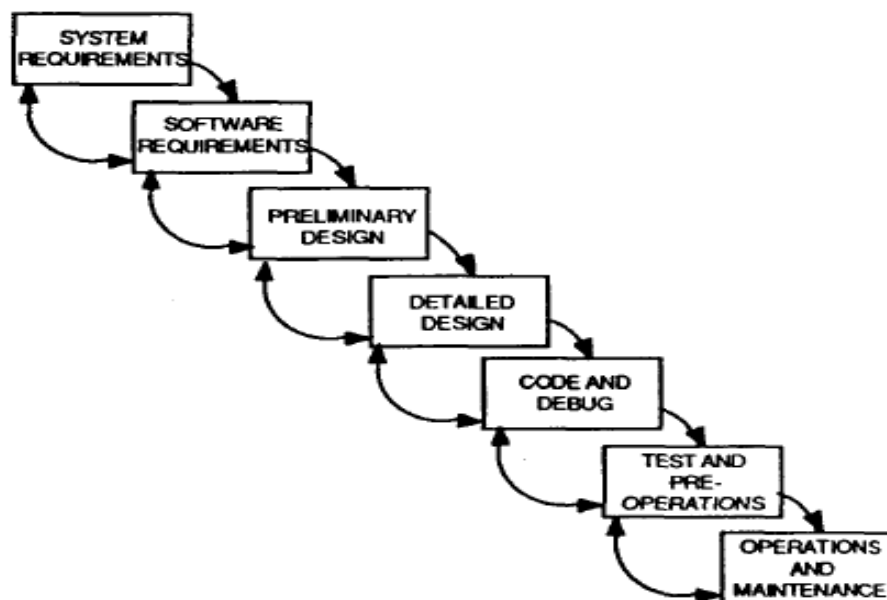 SYSTEM
REQUIREMENTS
SOFTWARE
REQUIREMENTS
PRELIMINARY
DESIGN
DETAILED
DESIGN
CODE AND
DEBUG
TEST AND
PRE-
OPERATIONS
OPERATIONS
AND
MAINTENANCE